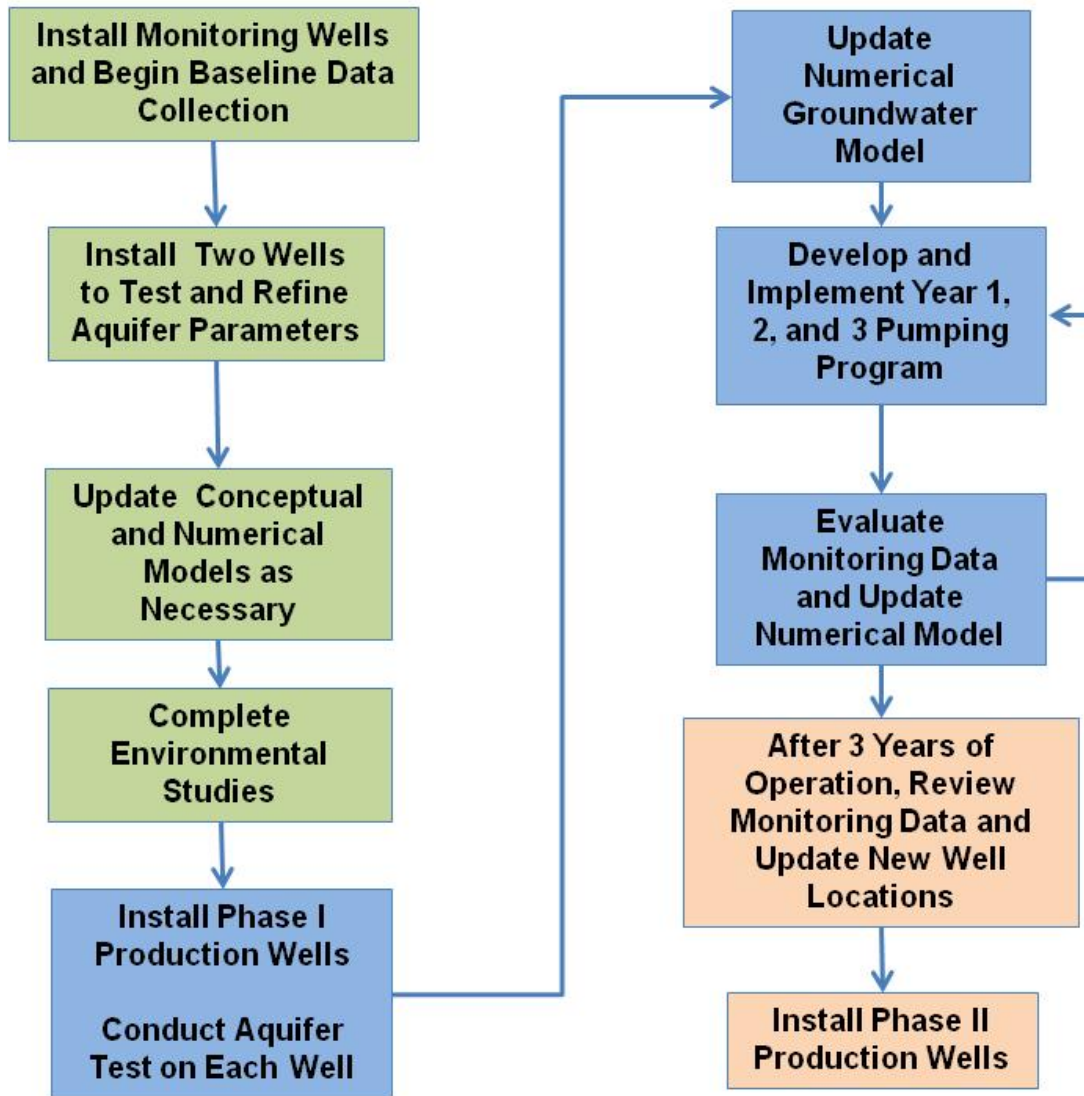 Install Monitoring Wells
and Begin Baseline Data
Collection
Install Two Wells
to Test and Refine
Aquifer Parameters
Update Conceptual
and Numerical
Models as
Necessary
Complete
Environmental
Studies
Install Phase I
Production Wells
Conduct Aquifer
Test on Each Well
Update
Numerical
Groundwater
Model
Develop and
Implement Year 1,
2, and 3 Pumping
Program
Evaluate
Monitoring Data
and Update
Numerical Model
After 3 Years of
Operation, Review
Monitoring Data and
Update New Well
Locations
Install Phase II
Production Wells